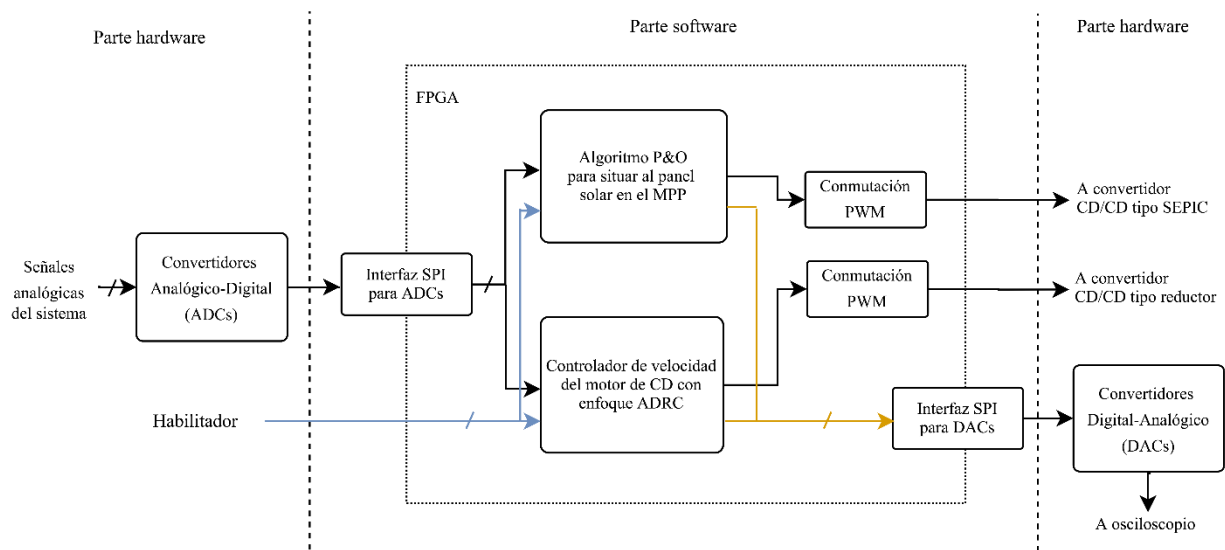 Parte hardware
Parte software
Parte hardware
FPGA
Algoritmo P&O
para situar al panel
solar en el MPP
Conmutación
PWM
A convertidor
CD/CD tipo SEPIC
Señales
analógicas
del sistema
Convertidores
Analógico-Digital
(ADCs)
Interfaz SPI
para ADCs
Conmutación
PWM
A convertidor
CD/CD tipo reductor
Controlador de velocidad
del motor de CD con
enfoque ADRC
Habilitador
Interfaz SPI
para DACs
Convertidores
Digital-Analógico
(DACs)
A osciloscopio